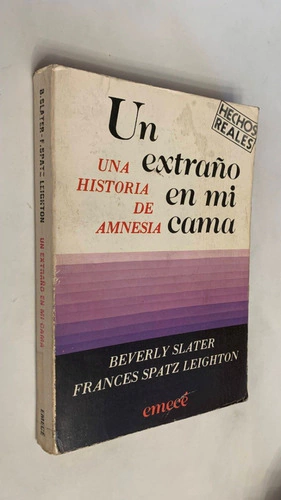 B. SLATER - F. SPATZ LEIGHTON
UN EXTRAÑO EN MI CAMA
EMECÉ
HECHOS
REALES
Un
extraño
en mi
cama
UNA
HISTORIA
DE
AMNESIA
BEVERLY SLATER
FRANCES SPATZ LEIGHTON
emecé